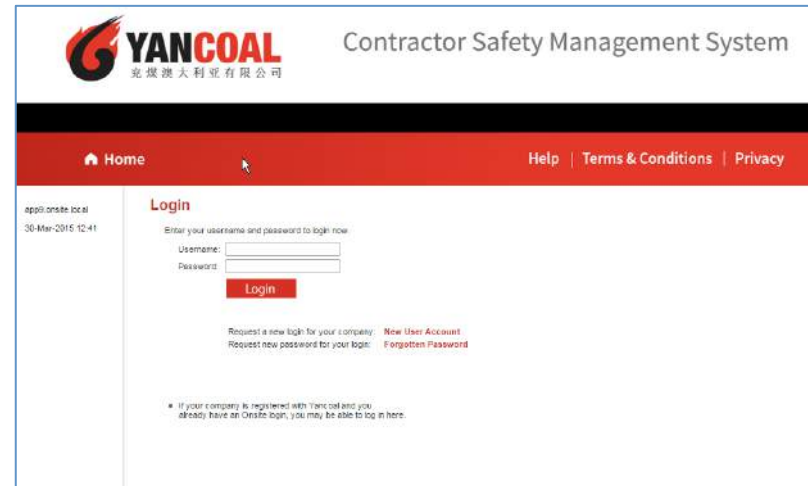 YANCOAL
兖煤澳大利亚有限公司
Contractor Safety Management System
Home
Help | Terms & Conditions | Privacy
app9.onsite.local
30-Mar-2015 12:41
Login
Enter your username and password to login now
Username:
Password:
Login
Request a new login for your company: New User Account
Request new password for your login: Forgotten Password
If your company is registered with Yancoal and you
already have an Onsite login, you may be able to log in here.